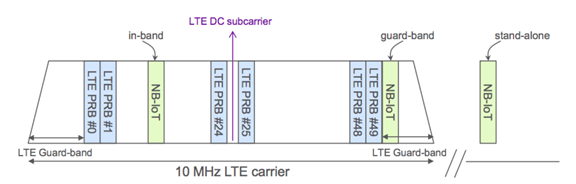 LTE DC subcarrier
in-band
guard-band
stand-alone
LTE PRB #0
LTE PRB #1
NB-IoT
LTE PRB #24
LTE PRB #25
LTE PRB #48
LTE PRB #49
NB-IoT
NB-IoT
LTE Guard-band
LTE Guard-band
10 MHz LTE carrier